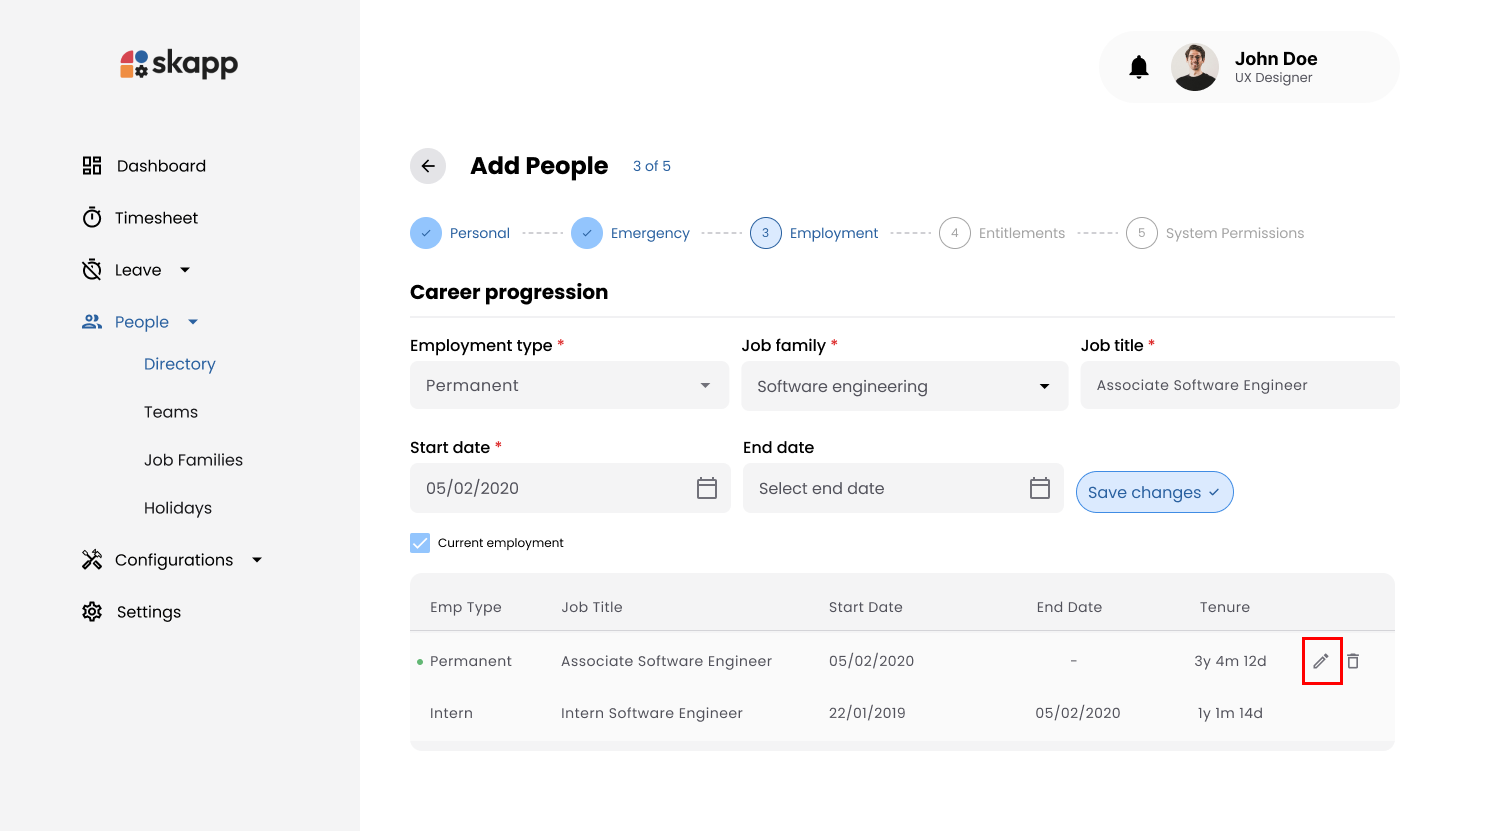 skapp
John Doe
UX Designer
Dashboard
Timesheet
Leave
People
Directory
Teams
Job Families
Holidays
Configurations
Settings
Add People 3 of 5
Personal Emergency 3 Employment 4 Entitlements 5 System Permissions
Career progression
Employment type * Job family * Job title *
Permanent Software engineering Associate Software Engineer
Start date * End date
05/02/2020 Select end date Save changes
Current employment
Emp Type Job Title Start Date End Date Tenure
Permanent Associate Software Engineer 05/02/2020 - 3y 4m 12d
Intern Intern Software Engineer 22/01/2019 05/02/2020 1y 1m 14d